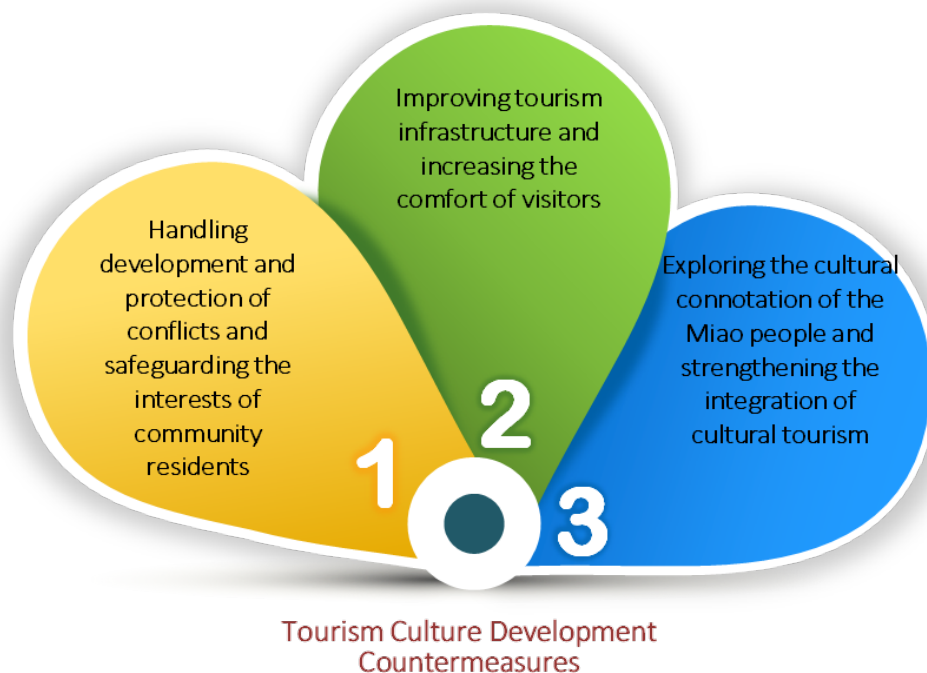 Handling
development and
protection of
conflicts and
safeguarding the
interests of
community
residents
1
Improving tourism
infrastructure and
increasing the
comfort of visitors
2
Exploring the cultural
connotation of the
Miao people and
strengthening the
integration of
cultural tourism
3
Tourism Culture Development
Countermeasures